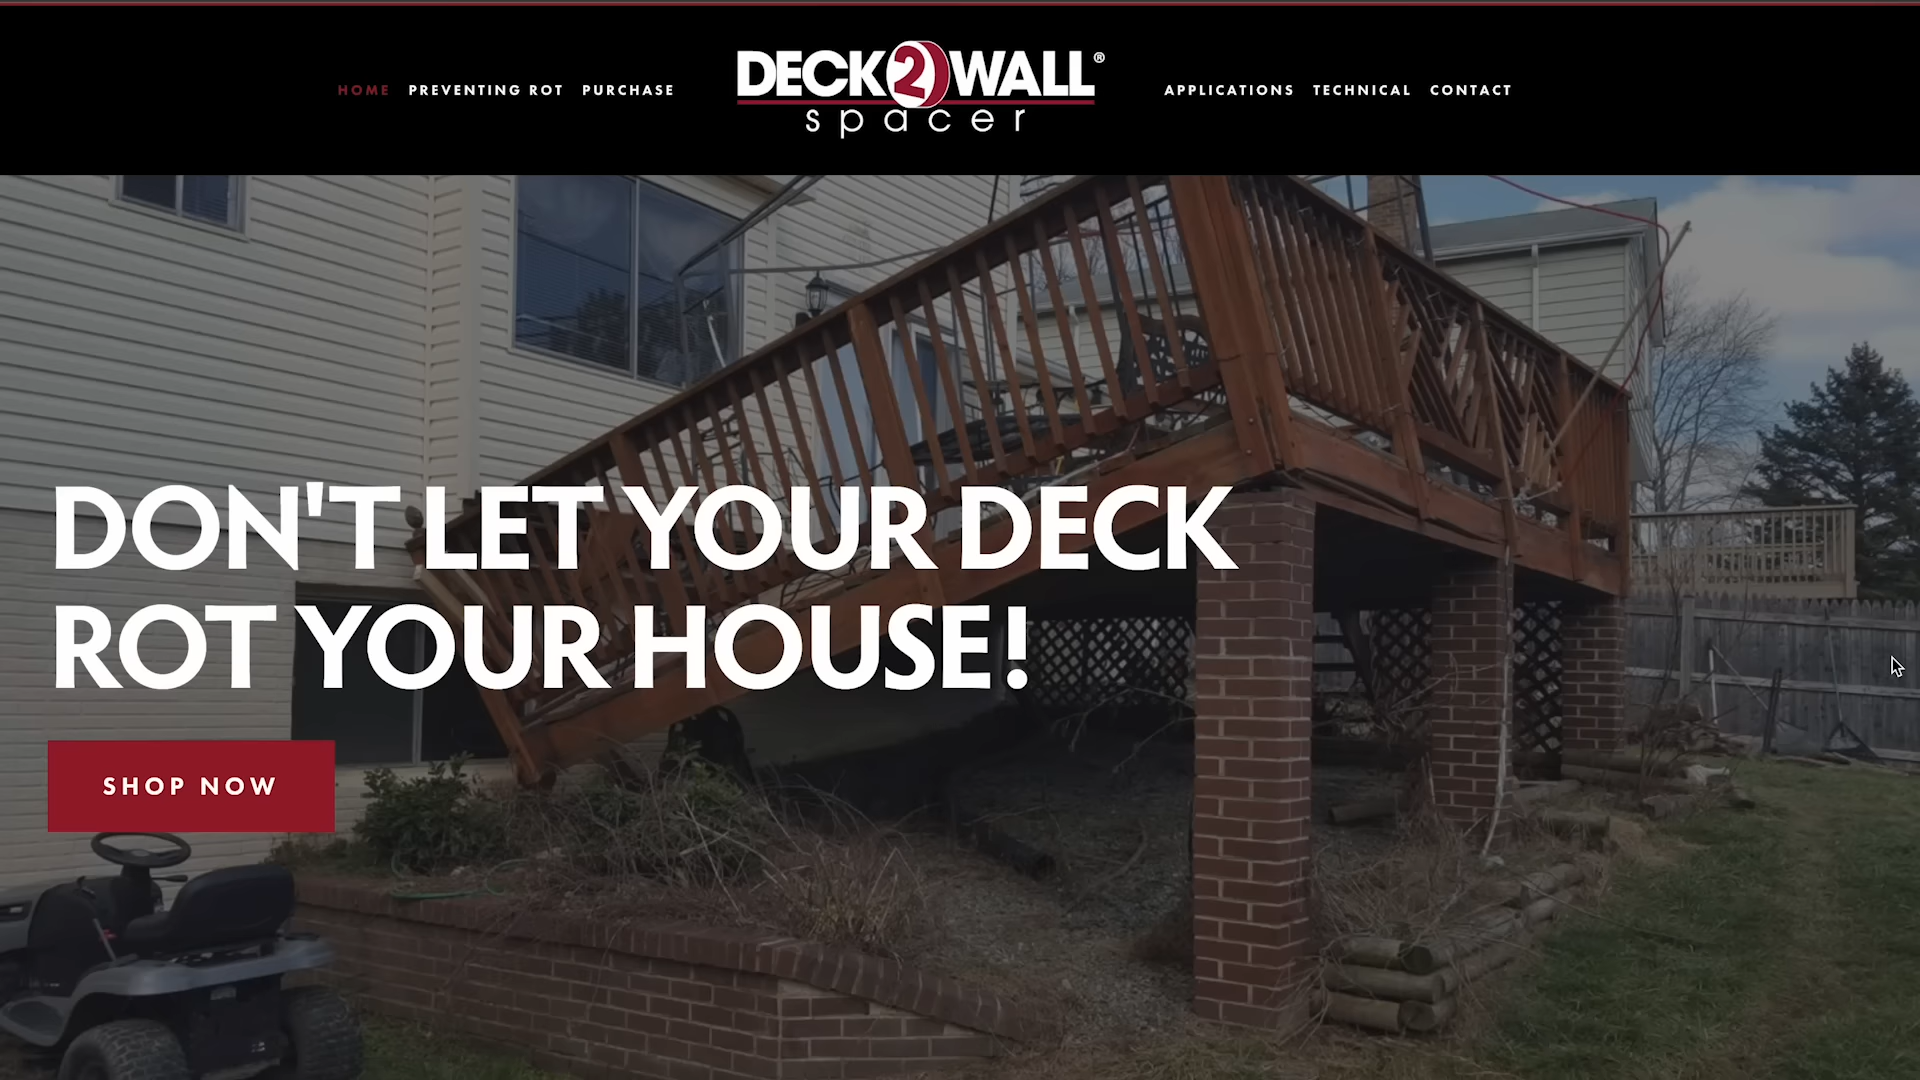 HOME PREVENTING ROT PURCHASE
DECK2WALL®
spacer
APPLICATIONS TECHNICAL CONTACT
DON'T LET YOUR DECK
ROT YOUR HOUSE!
SHOP NOW